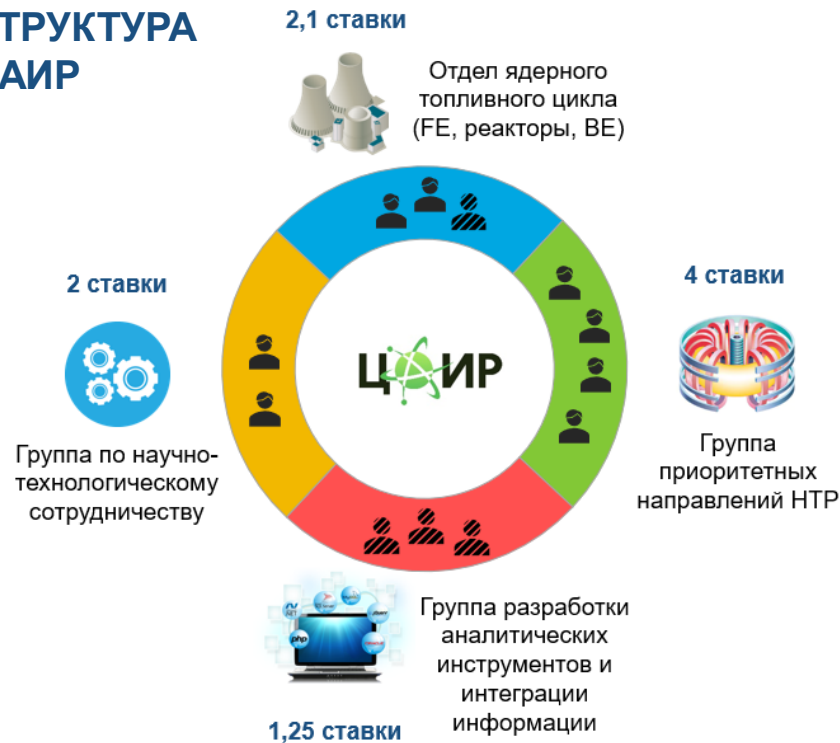 ТРУКТУРА
АИР
2,1 ставки
Отдел ядерного
топливного цикла
(FE, реакторы, BE)
2 ставки
Группа по научно-
технологическому
сотрудничеству
ЦАИР
4 ставки
Группа
приоритетных
направлений НТР
php
Группа разработки
аналитических
инструментов и
интеграции
информации
1,25 ставки